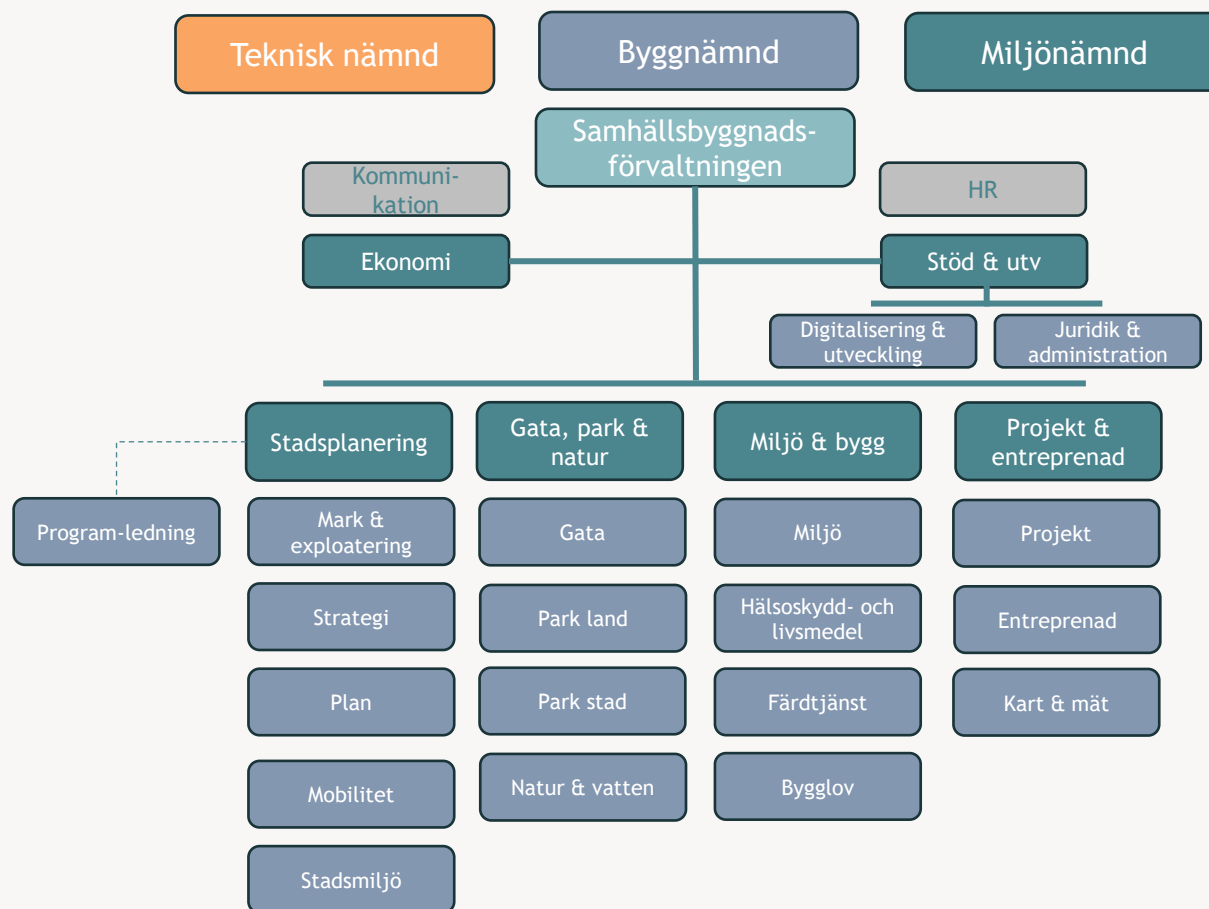 Teknisk nämnd
Byggnämnd
Miljönämnd
Samhällsbyggnads-
förvaltningen
Kommuni-
kation
HR
Ekonomi
Stöd & utv
Digitalisering &
utveckling
Juridik &
administration
Stadsplanering
Gata, park &
natur
Miljö & bygg
Projekt &
entreprenad
Program-ledning
Mark &
exploatering
Gata
Miljö
Projekt
Strategi
Park land
Hälsoskydd- och
livsmedel
Entreprenad
Plan
Park stad
Färdtjänst
Kart & mät
Mobilitet
Natur & vatten
Bygglov
Stadsmiljö